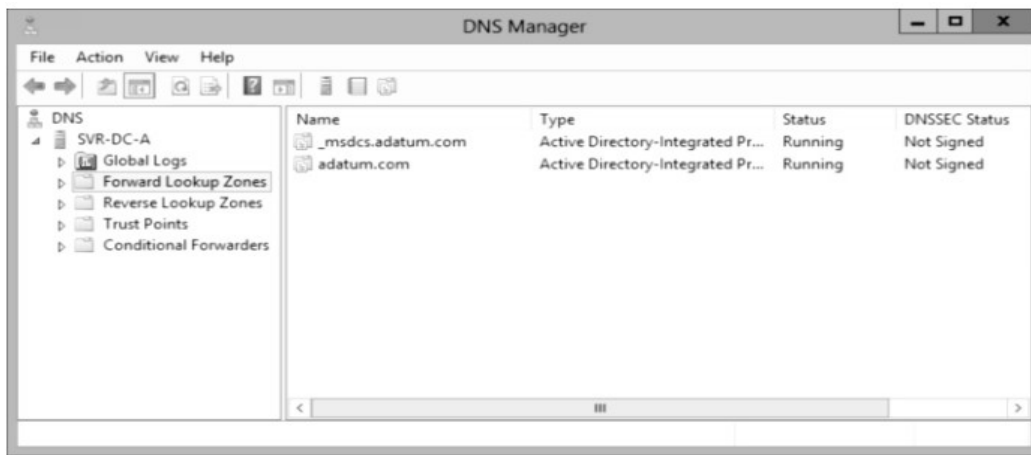 DNS Manager
File Action View Help
DNS
SVR-DC-A
Global Logs
Forward Lookup Zones
Reverse Lookup Zones
Trust Points
Conditional Forwarders
Name Type Status DNSSEC Status
_msdcs.adatum.com Active Directory-Integrated Pr... Running Not Signed
adatum.com Active Directory-Integrated Pr... Running Not Signed